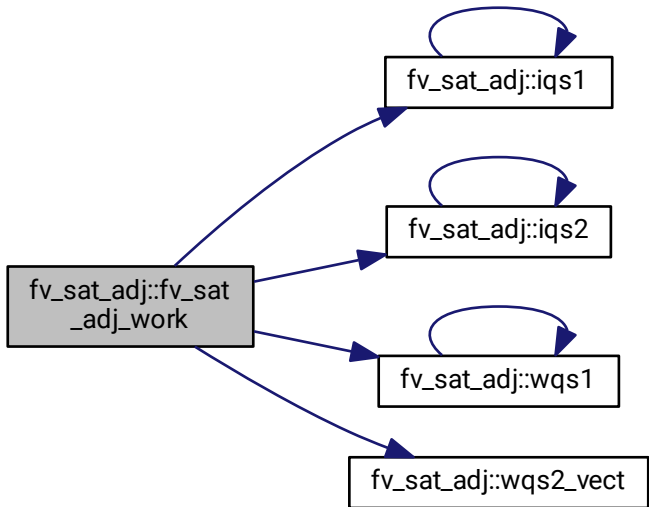 fv_sat_adj::iqs1
fv_sat_adj::iqs2
fv_sat_adj::fv_sat
_adj_work
fv_sat_adj::wqs1
fv_sat_adj::wqs2_vect